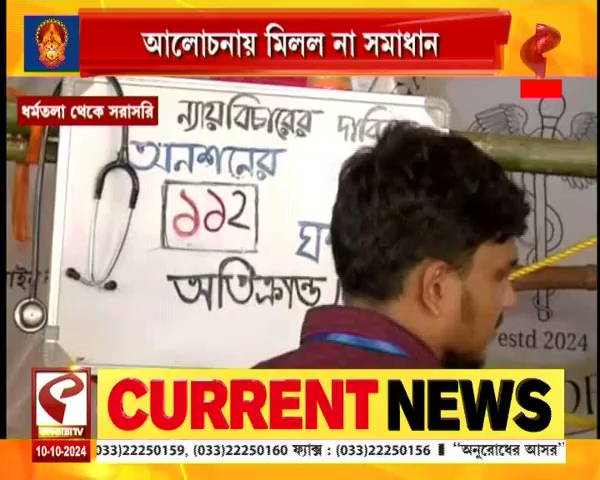 আলোচনায় মিলল না সমাধান
ধর্মতলা থেকে সরাসরি
ন্যায়বিচারের
অনশনের
১১২
অতিক্রান্ত
estd 2024
CURRENT NEWS
TV
10-10-2024
033)22250159, (033)22250160 ফ্যাক্স : (033)22250156 ▮ “অনুরোধের আসর”